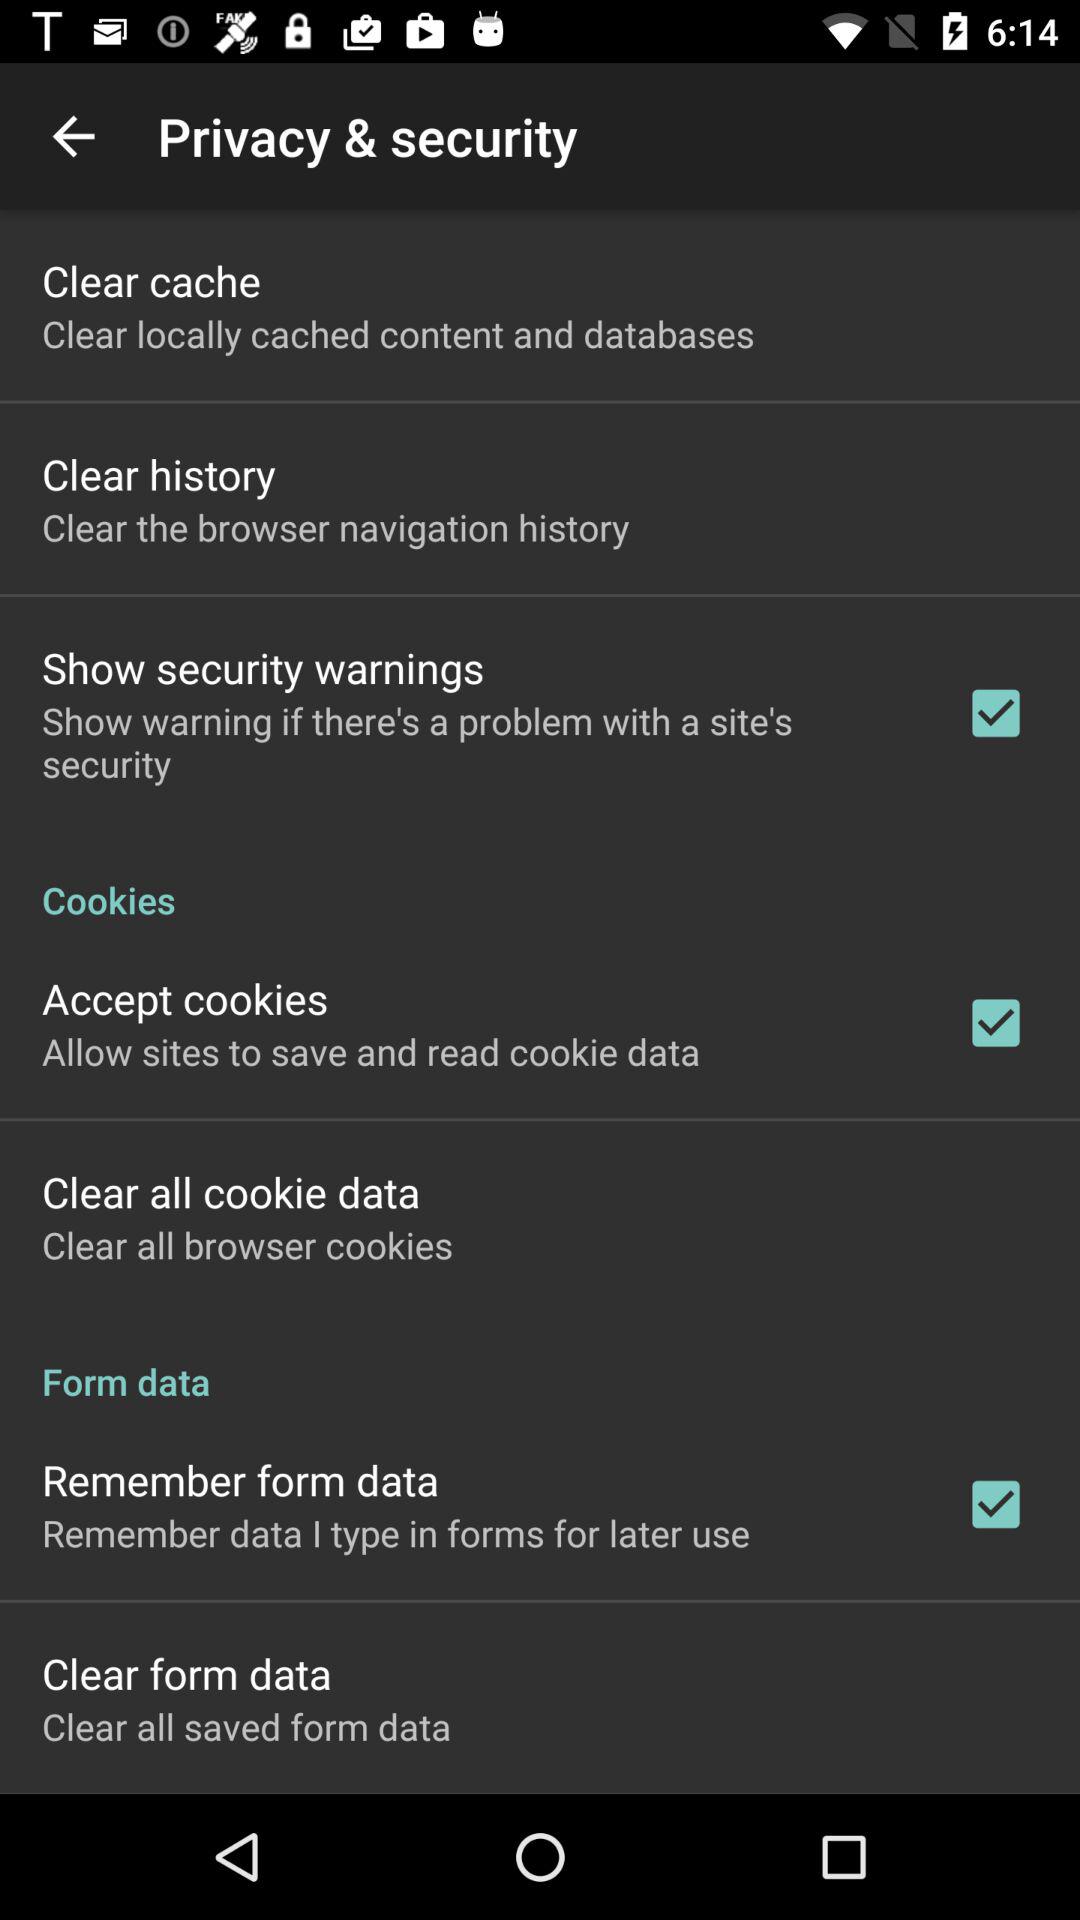 T FAKE 6:14
Privacy & security
Clear cache
Clear locally cached content and databases
Clear history
Clear the browser navigation history
Show security warnings
Show warning if there's a problem with a site's
security
Cookies
Accept cookies
Allow sites to save and read cookie data
Clear all cookie data
Clear all browser cookies
Form data
Remember form data
Remember data I type in forms for later use
Clear form data
Clear all saved form data